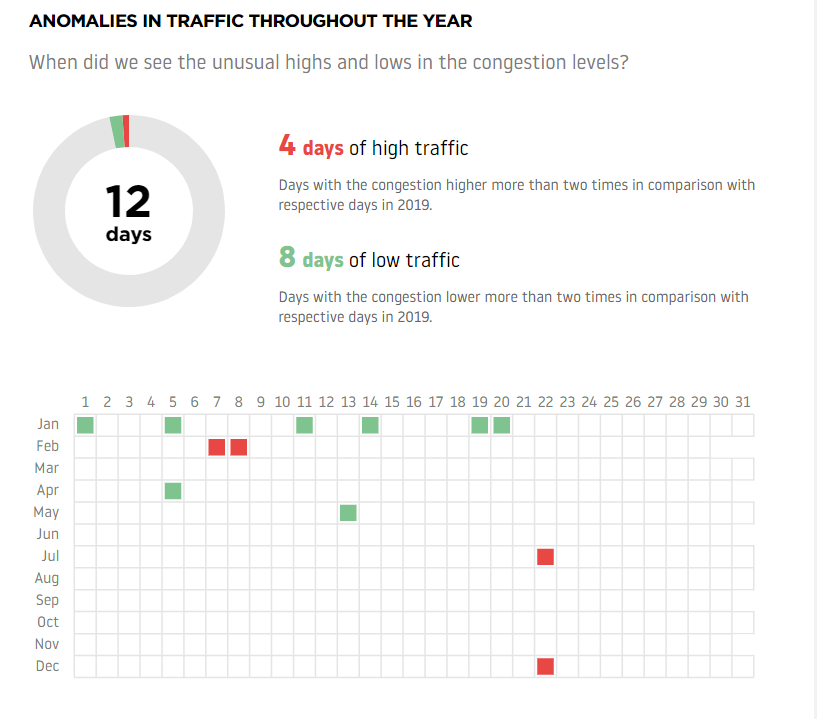 ANOMALIES IN TRAFFIC THROUGHOUT THE YEAR
When did we see the unusual highs and lows in the congestion levels?
4 days of high traffic
Days with the congestion higher more than two times in comparison with
respective days in 2019.
12
days
8 days of low traffic
Days with the congestion lower more than two times in comparison with
respective days in 2019.
1 2 3 4 5 6 7 8 9 10 11 12 13 14 15 16 17 18 19 20 21 22 23 24 25 26 27 28 29 30 31
Jan
Feb
Mar
Apr
May
Jun
Jul
Aug
Sep
Oct
Nov
Dec